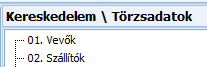 Kereskedelem \ Törzsadatok
01. Vevők
02. Szállítók